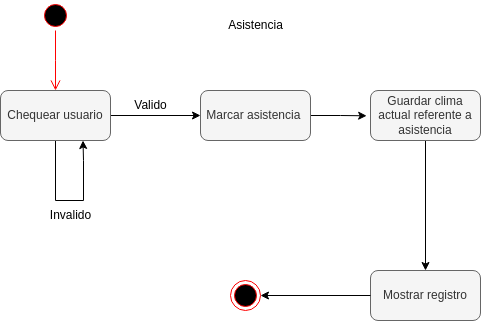 Asistencia
Chequear usuario
Valido
Marcar asistencia
Guardar clima
actual referente a
asistencia
Invalido
Mostrar registro